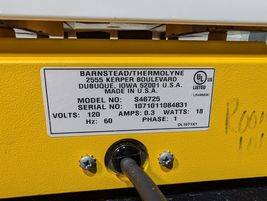 BARNSTEAD/THERMOLYNE
2555 KERPER BOULEVARD
DUBUQUE, IOWA 52001 U.S.A.
MADE IN U.S.A.
MODEL NO: S46725
SERIAL NO: 1071011084831
VOLTS: 120 AMPS: 0.3 WATTS: 18
Hz: 60 PHASE: 1
UL
LISTED
Room